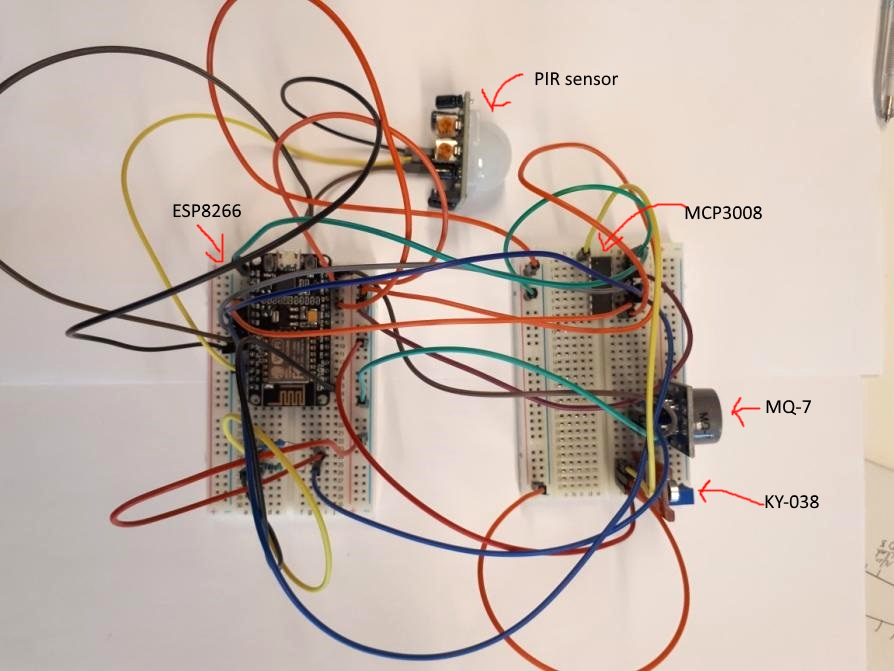 PIR sensor
ESP8266
MCP3008
MQ-7
KY-038